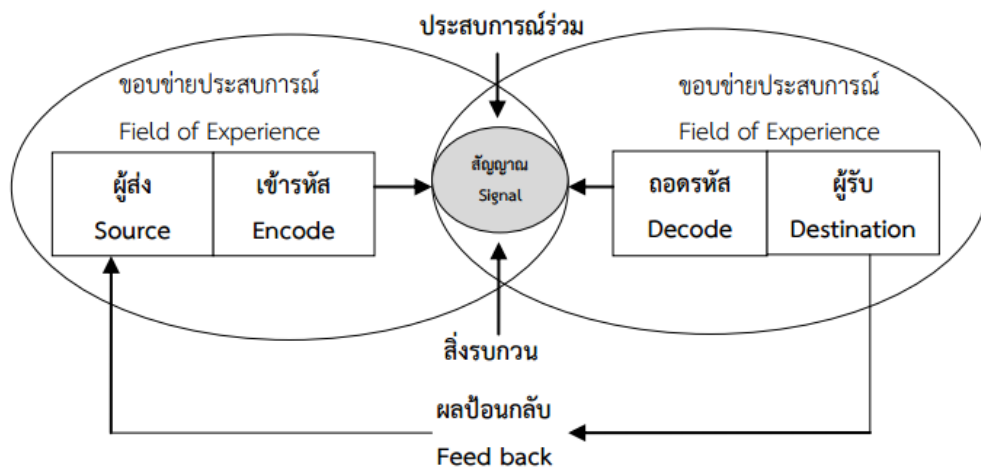 ประสบการณ์ร่วม
ขอบข่ายประสบการณ์
Field of Experience
ผู้ส่ง
Source
เข้ารหัส
Encode
สัญญาณ
Signal
ขอบข่ายประสบการณ์
Field of Experience
ถอดรหัส
Decode
ผู้รับ
Destination
สิ่งรบกวน
ผลป้อนกลับ
Feed back